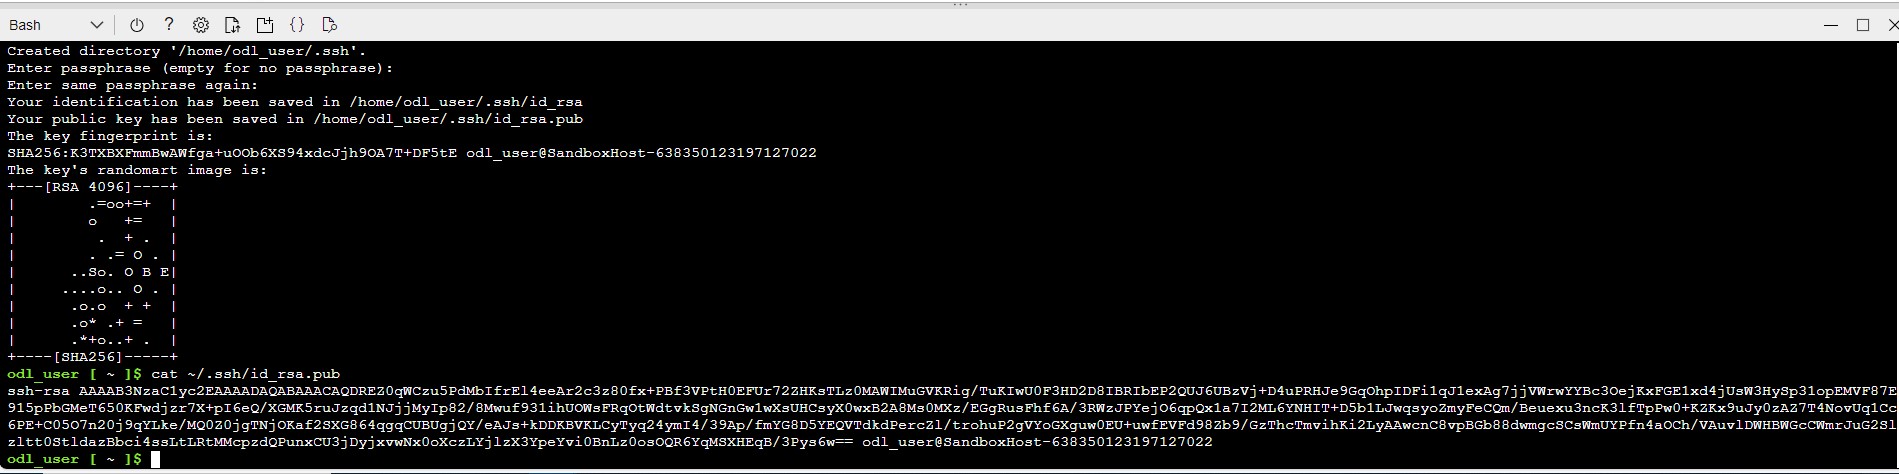 Bash
Created directory '/home/odl_user/.ssh'.
Enter passphrase (empty for no passphrase):
Enter same passphrase again:
Your identification has been saved in /home/odl_user/.ssh/id_rsa
Your public key has been saved in /home/odl_user/.ssh/id_rsa.pub
The key fingerprint is:
SHA256:K3TXBXFmmBwAWfga+uOOb6XS94xdcJjh9OA7T+DF5tE odl_user@SandboxHost-638350123197127022
The key's randomart image is:
+---[RSA 4096]----+
|        .=oo+=+  |
|        o   +=   |
|         .  + .  |
|        . .= O . |
|      ..So. O B E|
|     ....o.. O . |
|      .o.o  + +  |
|      .o* .+ =   |
|      .*+o..+ .  |
+----[SHA256]-----+
odl_user [ ~ ]$ cat ~/.ssh/id_rsa.pub
ssh-rsa AAAAB3NzaC1yc2EAAAADAQABAAACAQDREZ0qWCzu5PdMbIfrEl4eeAr2c3z80fx+PBf3VPtH0EFUr72ZHKsTLz0MAWIMuGVKRig/TuKIwU0F3HD2D8IBRIbEP2QUJ6UBzVj+D4uPRHJe9GqOhpIDFi1qJ1exAg7jjVWrwYYBc3OejKxFGE1xd4jUsW3HySp31opEMVF87E
915pPbGMeT650KFwdjzr7X+pI6eQ/XGMK5ruJzqd1NJjjMyIp82/8Mwuf931ihUOWsFRqOtWdtvkSgNGnGw1wXsUHCsyX0wxB2A8Ms0MXz/EGgRusFhf6A/3RWzJPYejO6qpQx1a7I2ML6YNHIT+D5b1LJwqsyoZmyFeCQm/Beuexu3ncK3lfTpPw0+KZKx9uJy0zAZ7T4NovUq1Cc
6PE+C05O7n20j9qYLke/MQ0Z0jgTNjOKaf2SXG864qgqCUBUgjQY/eAJs+kDDKBVKLCyTyq24ymI4/39Ap/fmYG8D5YEQVTdkdPercZl/trohuP2gVYoGXguw0EU+uwfEVFd98Zb9/GzThcTmvihKi2LyAAwcnC8vpBGb88dwmgcSCsWmUYPfn4aOCh/VAuvlDWHBWGcCWmrJuG2Sl
zltt0StldazBbci4ssLtLRtMMcpzdQPunxCU3jDyjxvwNx0oXczLYjlzX3YpeYvi0BnLz0osOQR6YqMSXHEqB/3Pys6w== odl_user@SandboxHost-638350123197127022
odl_user [ ~ ]$